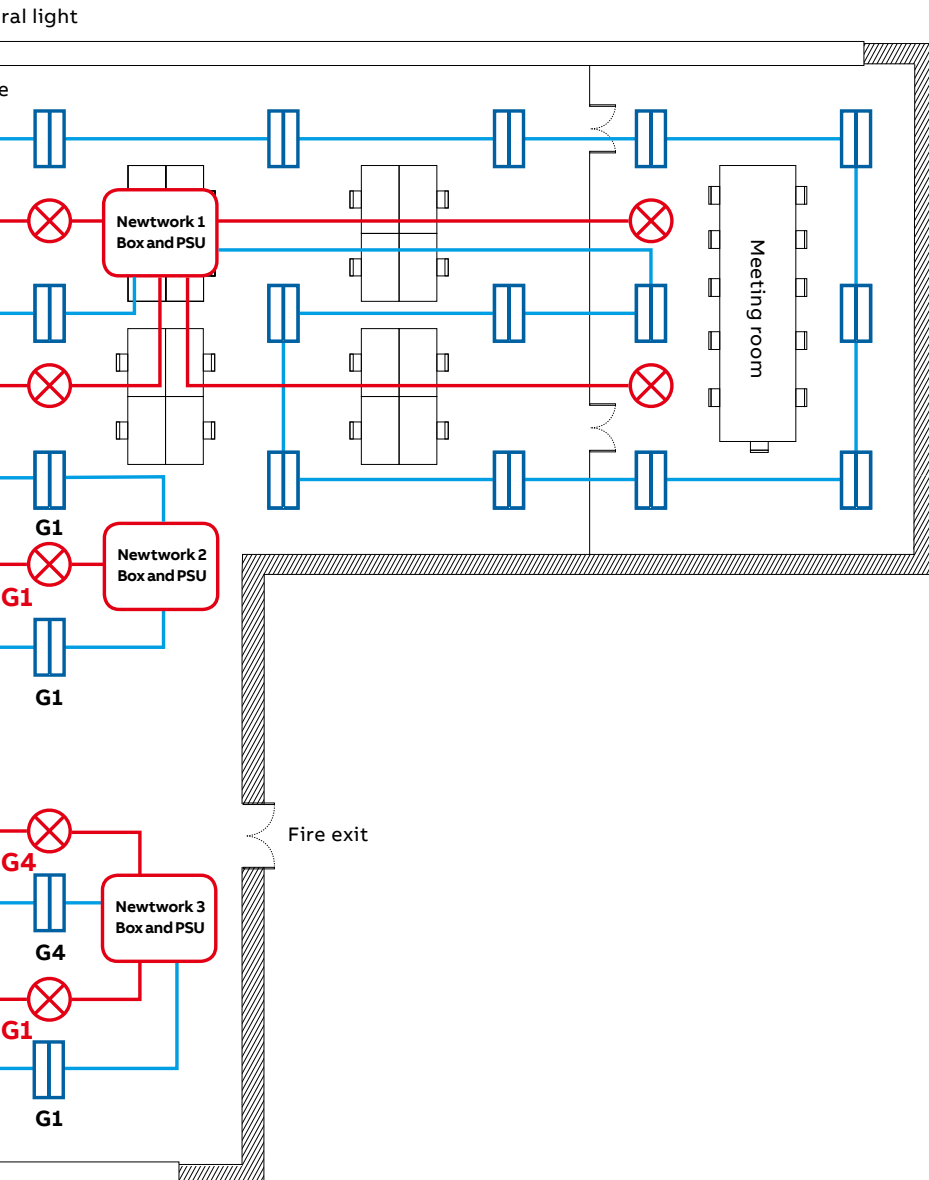 ral light
e
Newtwork 1
Box and PSU
Meeting room
G1
Newtwork 2
Box and PSU
G1
G1
Fire exit
G4
Newtwork 3
Box and PSU
G4
G1
G1